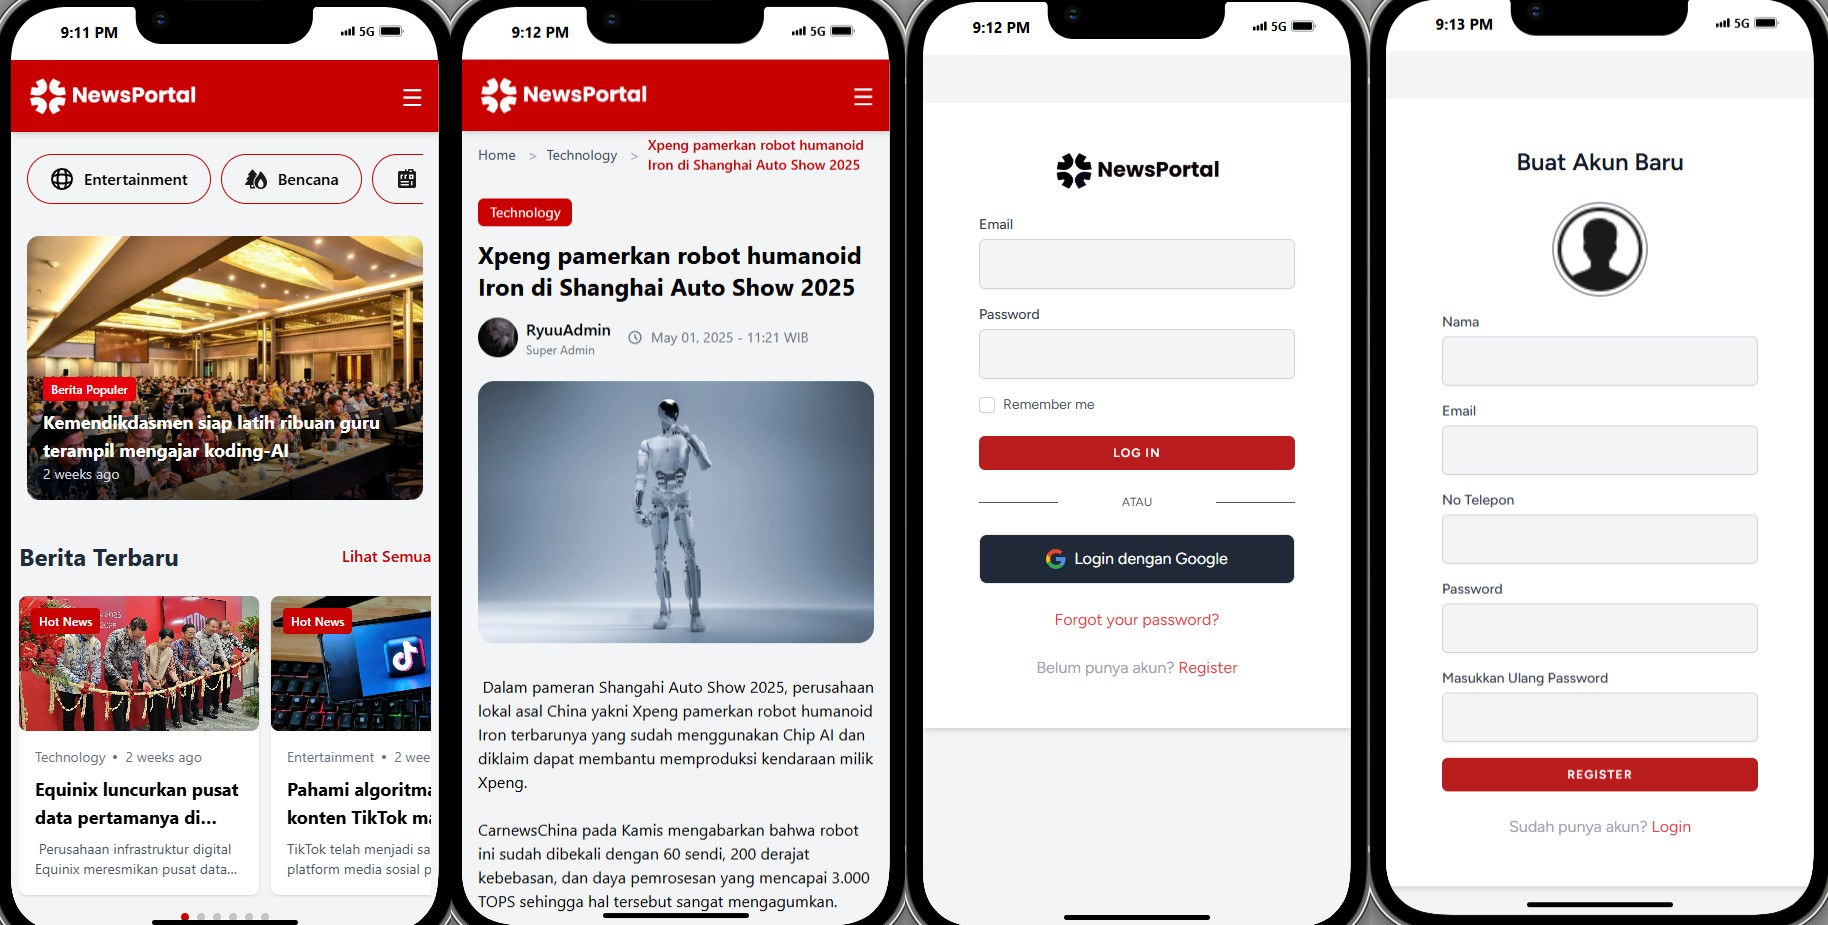 9:11 PM
5G
NewsPortal
Entertainment
Bencana
Berita Populer
Kemendikdasmen siap latih ribuan guru
terampil mengajar koding-AI
2 weeks ago
Berita Terbaru
Lihat Semua
Hot News
Technology • 2 weeks ago
Equinix luncurkan pusat
data pertamanya di...
Perusahaan infrastruktur digital
Equinix meresmikan pusat data...
Hot News
Entertainment • 2 wee
Pahami algoritma
konten TikTok ma
TikTok telah menjadi sa
platform media sosial p
9:12 PM
5G
NewsPortal
Home > Technology >
Xpeng pamerkan robot humanoid
Iron di Shanghai Auto Show 2025
Technology
Xpeng pamerkan robot humanoid
Iron di Shanghai Auto Show 2025
RyuuAdmin
Super Admin
May 01, 2025 - 11:21 WIB
Dalam pameran Shangahi Auto Show 2025, perusahaan
lokal asal China yakni Xpeng pamerkan robot humanoid
Iron terbarunya yang sudah menggunakan Chip AI dan
diklaim dapat membantu memproduksi kendaraan milik
Xpeng.
CarnewsChina pada Kamis mengabarkan bahwa robot
ini sudah dibekali dengan 60 sendi, 200 derajat
kebebasan, dan daya pemrosesan yang mencapai 3.000
TOPS sehingga hal tersebut sangat mengagumkan.
9:12 PM
5G
NewsPortal
Email
Password
Remember me
LOG IN
ATAU
Login dengan Google
Forgot your password?
Belum punya akun? Register
9:13 PM
5G
Buat Akun Baru
Nama
Email
No Telepon
Password
Masukkan Ulang Password
REGISTER
Sudah punya akun? Login